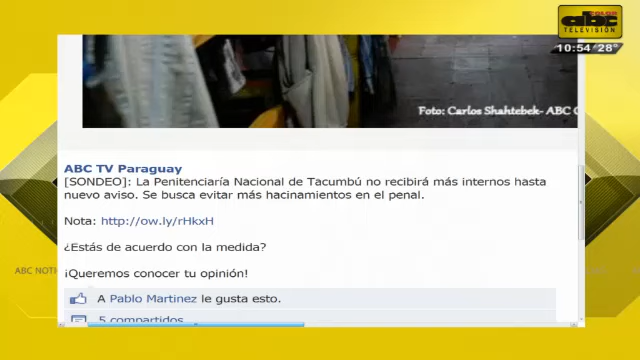 COLOR
abc
TELEVISIÓN
10:54 28°
Foto: Carlos Shahtebek- ABC C
ABC TV Paraguay
[SONDEO]: La Penitenciaría Nacional de Tacumbú no recibirá más internos hasta
nuevo aviso. Se busca evitar más hacinamientos en el penal.
Nota: http://ow.ly/rHkxH
¿Estás de acuerdo con la medida?
¡Queremos conocer tu opinión!
ABC NOTI
A Pablo Martinez le gusta esto.
5 compartidos